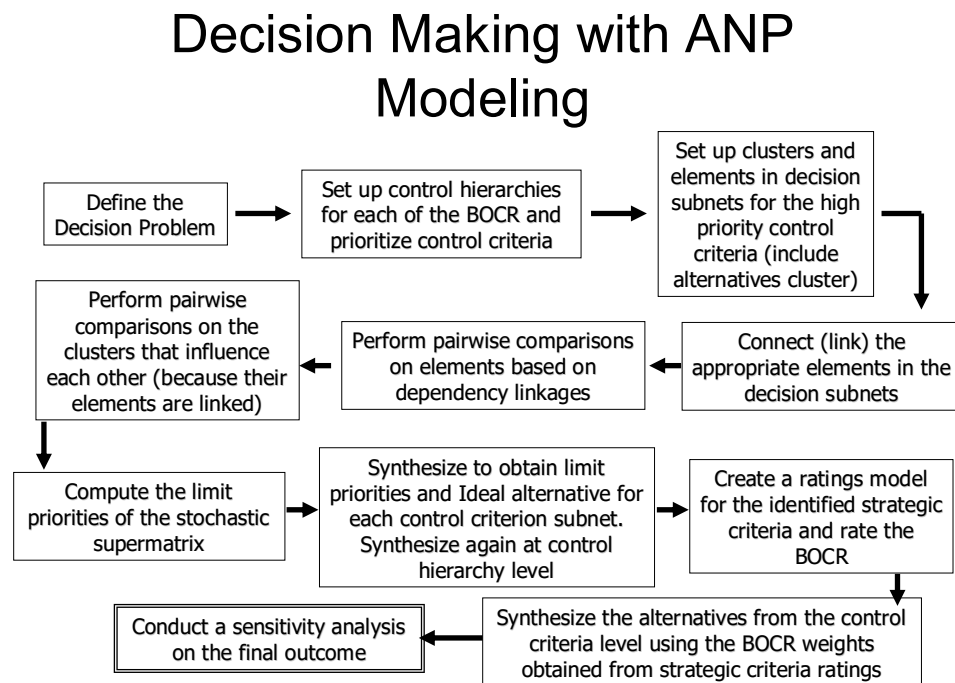 Decision Making with ANP
Modeling
Define the
Decision Problem
Set up control hierarchies
for each of the BOCR and
prioritize control criteria
Set up clusters and
elements in decision
subnets for the high
priority control
criteria (include
alternatives cluster)
Connect (link) the
appropriate elements in the
decision subnets
Perform pairwise comparisons
on elements based on
dependency linkages
Perform pairwise
comparisons on the
clusters that influence
each other (because their
elements are linked)
Compute the limit
priorities of the stochastic
supermatrix
Synthesize to obtain limit
priorities and Ideal alternative for
each control criterion subnet.
Synthesize again at control
hierarchy level
Create a ratings model
for the identified strategic
criteria and rate the
BOCR
Synthesize the alternatives from the control
criteria level using the BOCR weights
obtained from strategic criteria ratings
Conduct a sensitivity analysis
on the final outcome